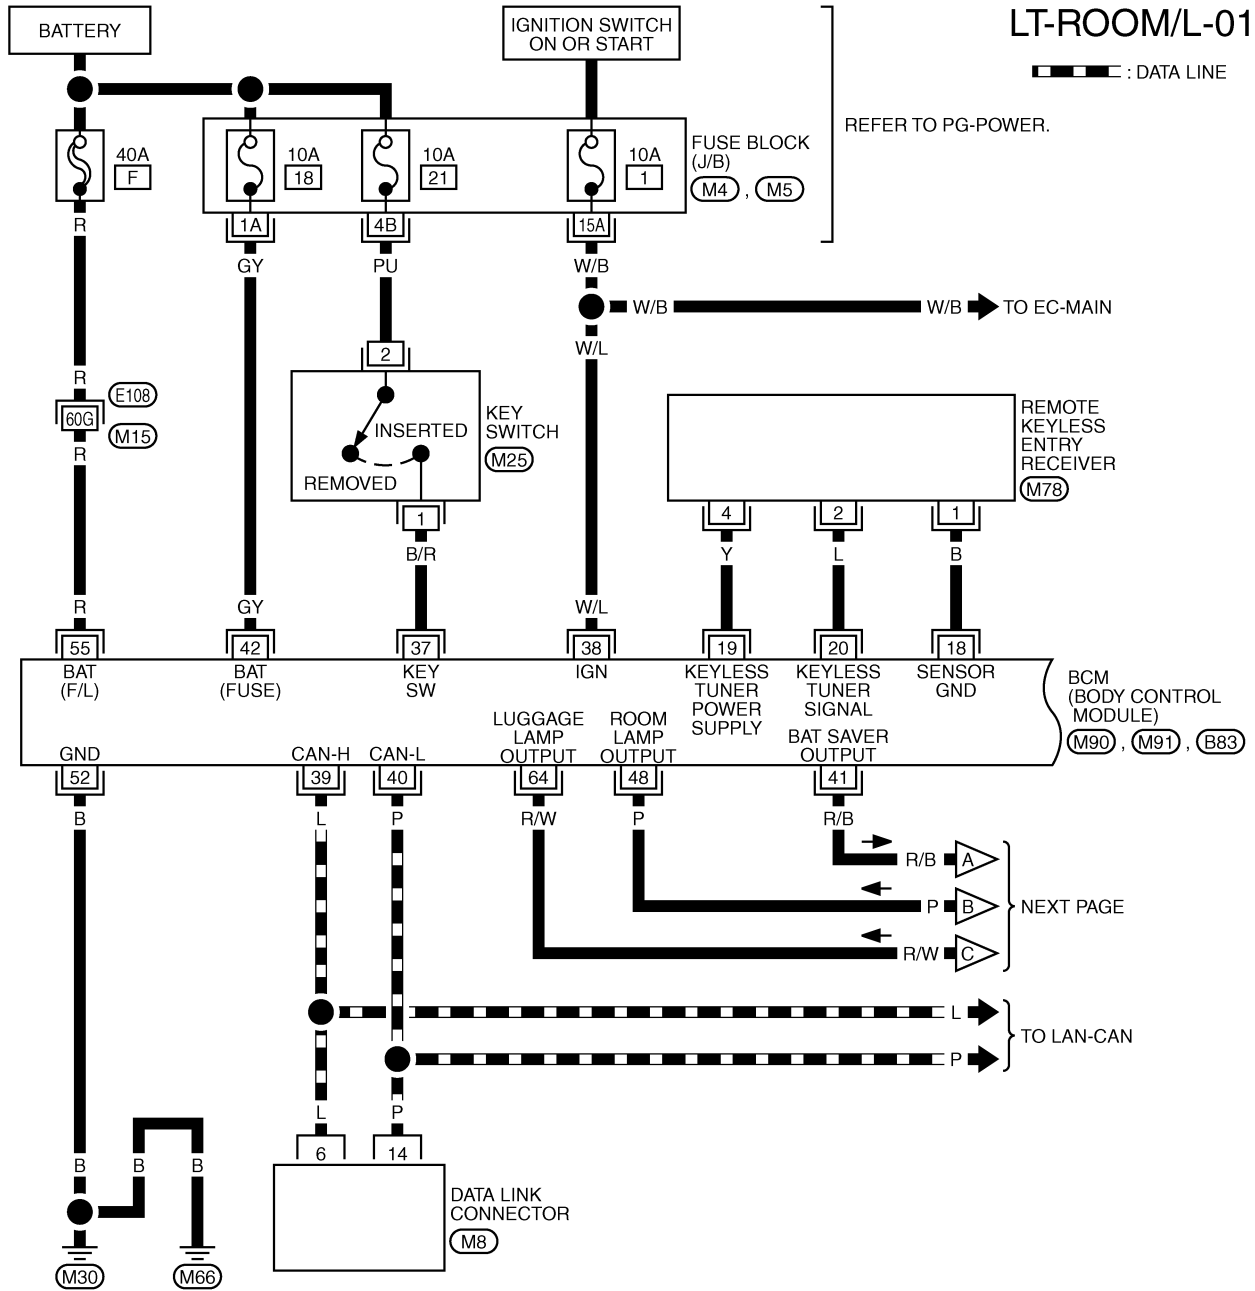 LT-ROOM/L-01
: DATA LINE
BATTERY
IGNITION SWITCH
ON OR START
REFER TO PG-POWER.
40A
F
10A
18
10A
21
10A
1
FUSE BLOCK
(J/B)
M4 , M5
R
1A
4B
15A
GY
PU
W/B
W/B
W/B
TO EC-MAIN
W/L
R
60G
E108
M15
R
2
INSERTED
REMOVED
KEY
SWITCH
M25
1
B/R
REMOTE
KEYLESS
ENTRY
RECEIVER
M78
4
2
1
Y
L
B
R
GY
W/L
55
42
37
38
19
20
18
BAT
(F/L)
BAT
(FUSE)
KEY
SW
IGN
KEYLESS
TUNER
POWER
SUPPLY
KEYLESS
TUNER
SIGNAL
SENSOR
GND
BCM
(BODY CONTROL
MODULE)
M90 , M91 , B83
GND
CAN-H
CAN-L
LUGGAGE
LAMP
OUTPUT
ROOM
LAMP
OUTPUT
BAT SAVER
OUTPUT
52
39
40
64
48
41
B
L
P
R/W
P
R/B
R/B
A
P
B
R/W
C
NEXT PAGE
L
P
TO LAN-CAN
L
P
6
14
DATA LINK
CONNECTOR
M8
B
B
B
M30
M66